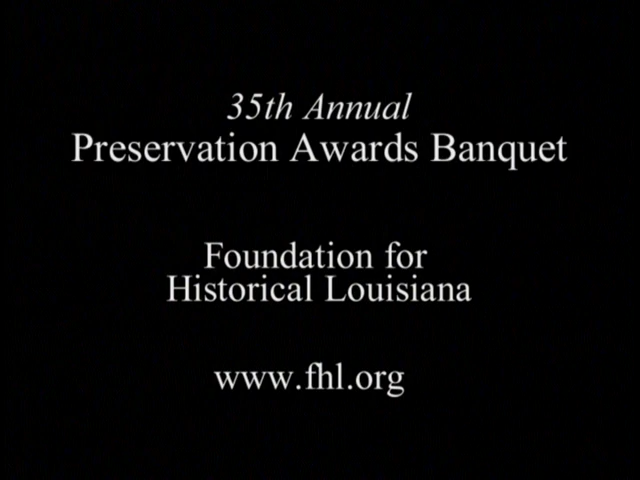 35th Annual
Preservation Awards Banquet
Foundation for
Historical Louisiana
www.fhl.org